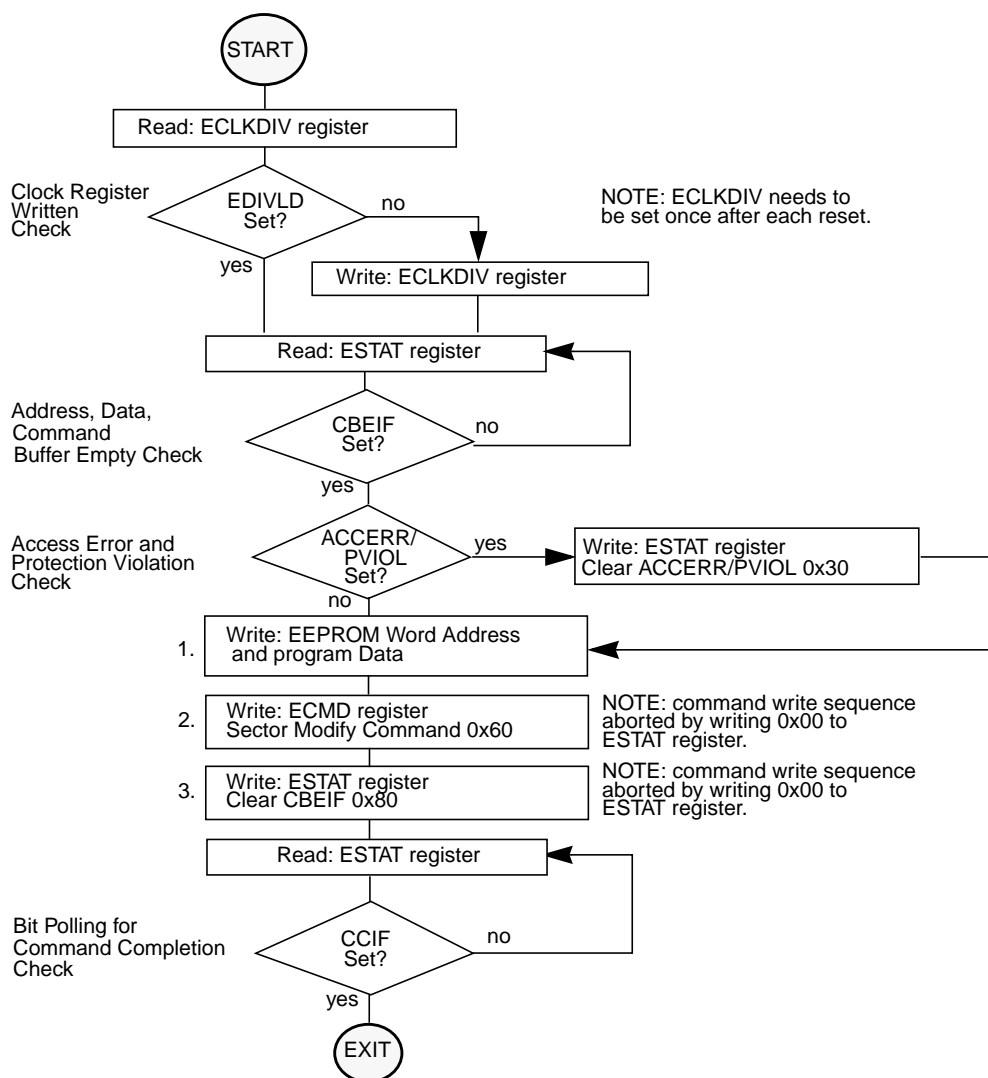 START
Read: ECLKDIV register
Clock Register
Written
Check
EDIVLD
Set?
no
yes
NOTE: ECLKDIV needs to
be set once after each reset.
Write: ECLKDIV register
Read: ESTAT register
Address, Data,
Command
Buffer Empty Check
CBEIF
Set?
no
yes
Access Error and
Protection Violation
Check
ACCERR/
PVIOL
Set?
yes
no
Write: ESTAT register
Clear ACCERR/PVIOL 0x30
1.
Write: EEPROM Word Address
and program Data
2.
Write: ECMD register
Sector Modify Command 0x60
NOTE: command write sequence
aborted by writing 0x00 to
ESTAT register.
3.
Write: ESTAT register
Clear CBEIF 0x80
NOTE: command write sequence
aborted by writing 0x00 to
ESTAT register.
Read: ESTAT register
Bit Polling for
Command Completion
Check
CCIF
Set?
no
yes
EXIT